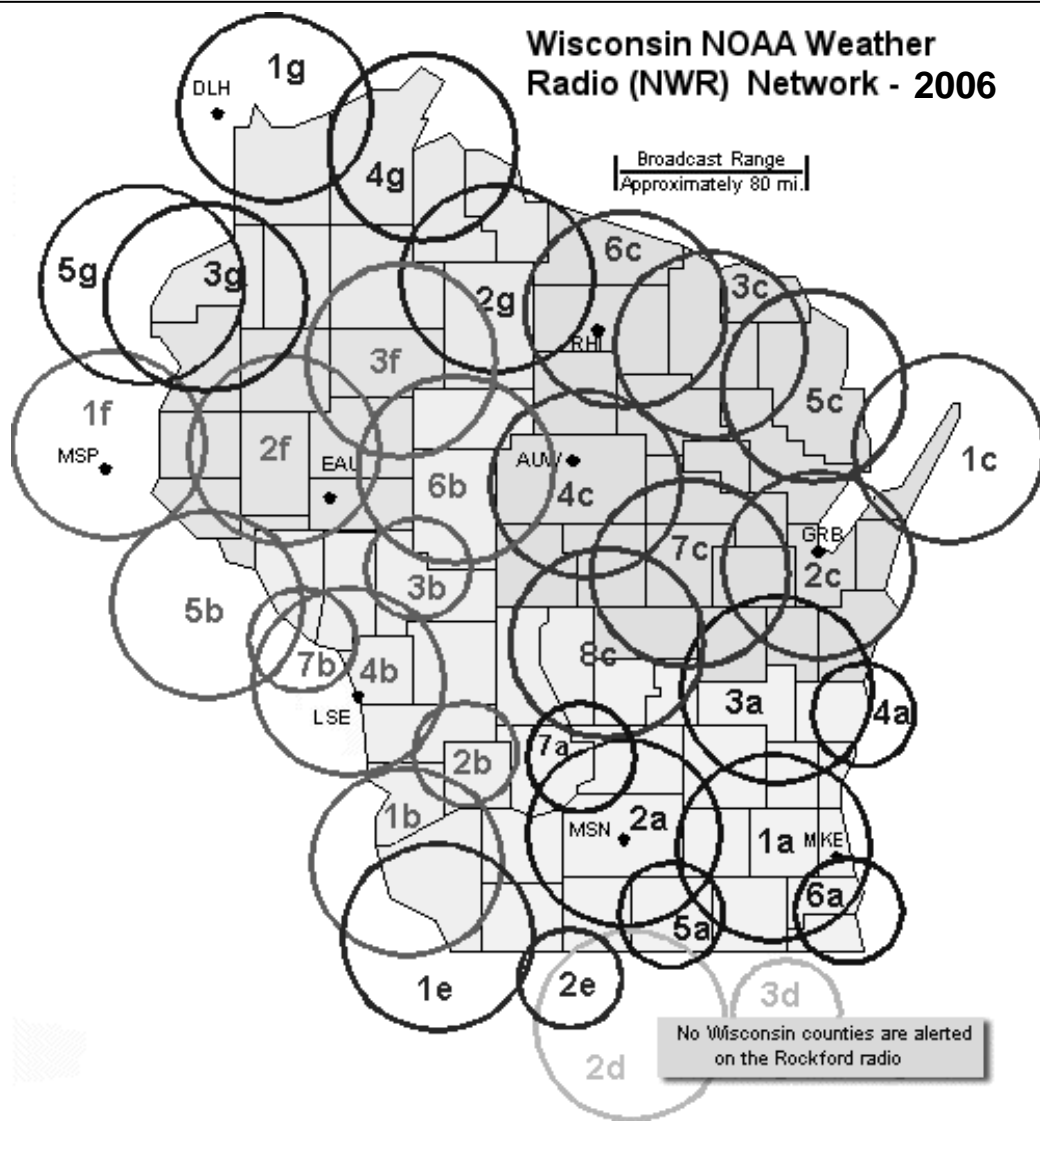 Wisconsin NOAA Weather
Radio (NWR) Network - 2006
Broadcast Range
Approximately 80 mi.
1g
DLH
4g
5g
3g
2g
6c
3c
RHI
3f
5c
1f
MSP
2f
EAU
6b
AUW
4c
1c
7c
GRB
2c
3b
5b
7b
4b
8c
LSE
3a
4a
7a
2b
1b
MSN
2a
1a
MKE
6a
5a
1e
2e
3d
No Wisconsin counties are alerted
on the Rockford radio
2d